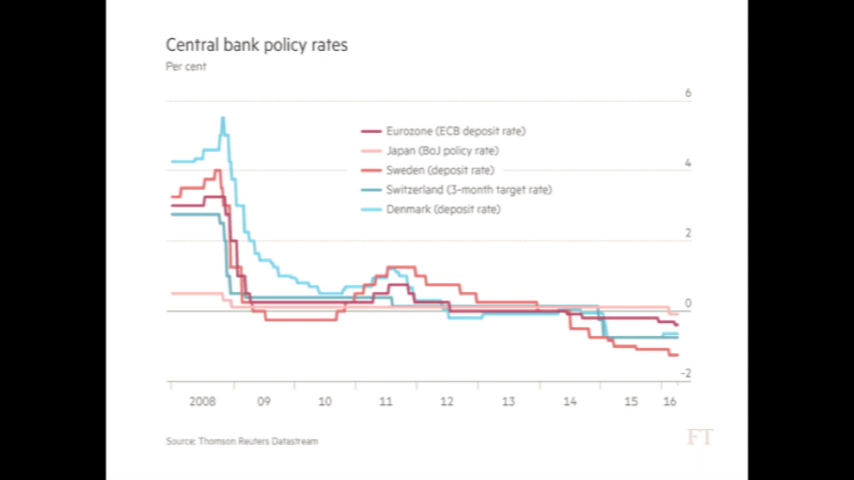 Central bank policy rates
Per cent
6
Eurozone (ECB deposit rate)
Japan (BoJ policy rate)
4
Sweden (deposit rate)
Switzerland (3-month target rate)
Denmark (deposit rate)
2
0
-2
2008 09 10 11 12 13 14 15 16
Source: Thomson Reuters Datastream
FT